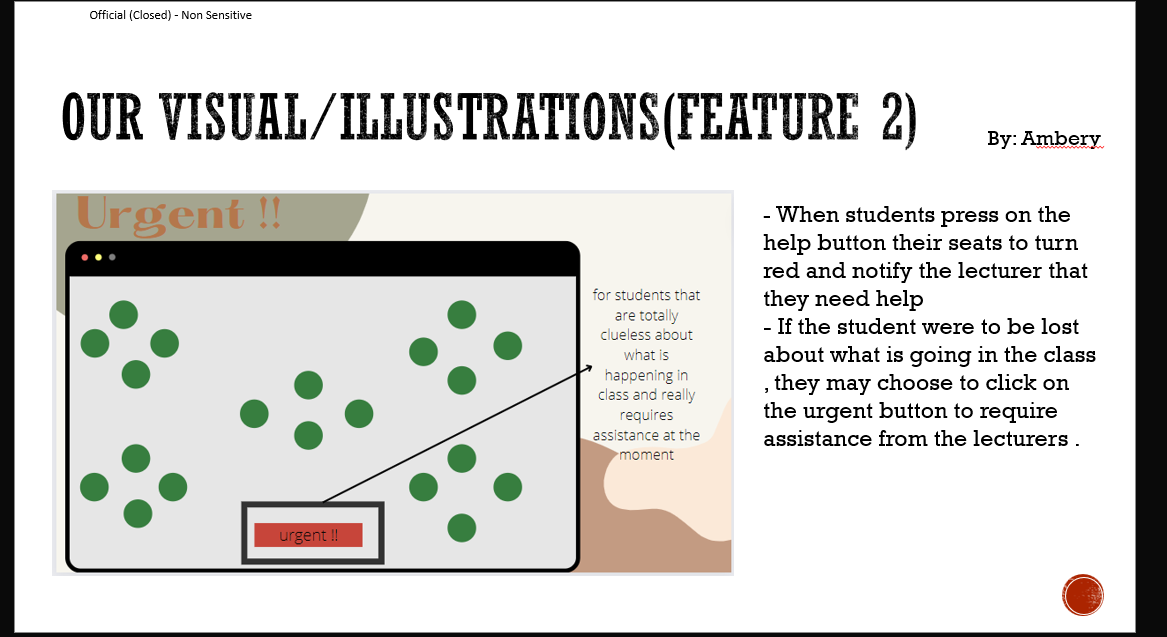 Official (Closed) - Non Sensitive
OUR VISUAL/ILLUSTRATIONS(FEATURE 2)
By: Ambery
Urgent !!
for students that
are totally
clueless about
what is
happening in
class and really
requires
assistance at the
moment
urgent !!
- When students press on the
help button their seats to turn
red and notify the lecturer that
they need help
- If the student were to be lost
about what is going in the class
, they may choose to click on
the urgent button to require
assistance from the lecturers .